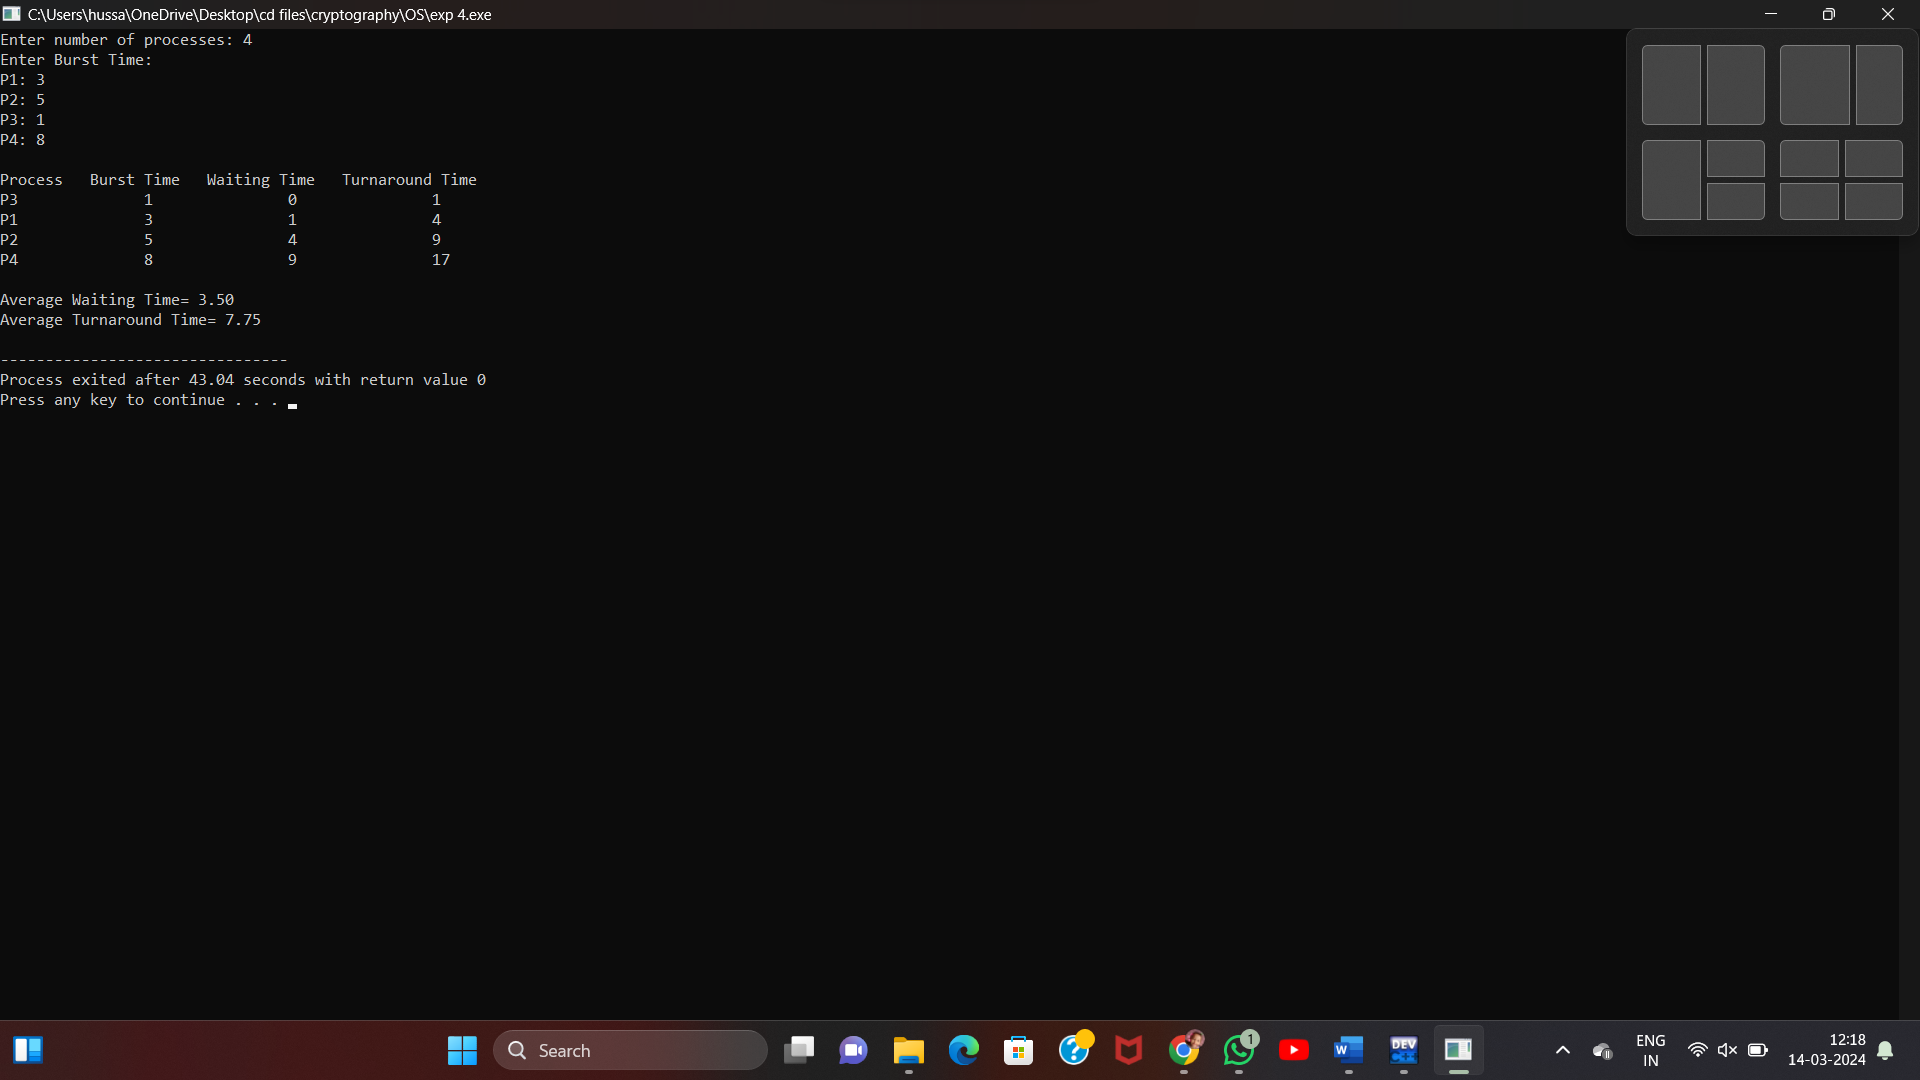 C:\Users\hussa\OneDrive\Desktop\cd files\cryptography\OS\exp 4.exe
Enter number of processes: 4
Enter Burst Time:
P1: 3
P2: 5
P3: 1
P4: 8
Process   Burst Time   Waiting Time   Turnaround Time
P3              1               0               1
P1              3               1               4
P2              5               4               9
P4              8               9               17
Average Waiting Time= 3.50
Average Turnaround Time= 7.75
--------------------------------
Process exited after 43.04 seconds with return value 0
Press any key to continue . . .
Search
1
W
DEV
C++
ENG
IN
12:18
14-03-2024